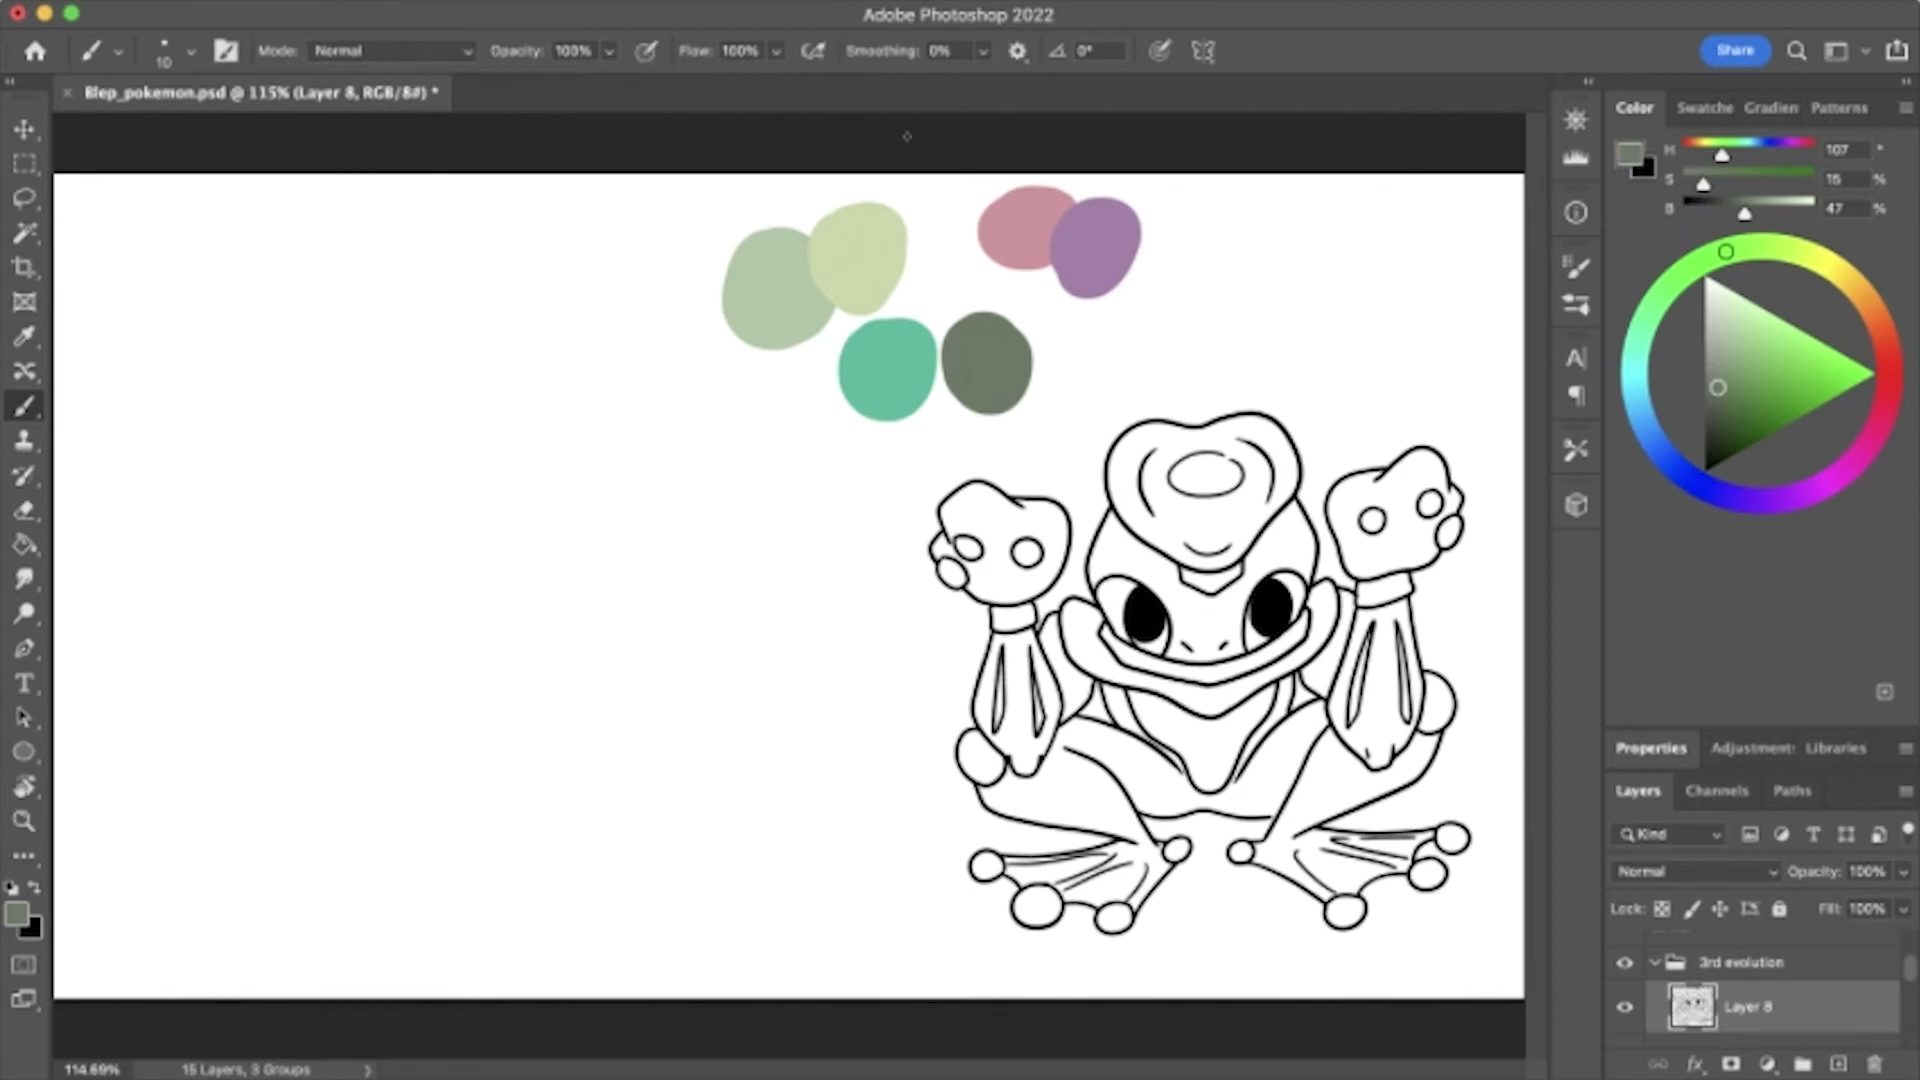 Adobe Photoshop 2022
10 Mode: Normal Opacity: 100% Flow: 100% Smoothing: 0% 0° Share
× Blep_pokemon.psd @ 115% (Layer 8, RGB/8#) *
Color Swatche Gradien Patterns
H 107 °
S 15 %
B 47 %
Properties Adjustment: Libraries
Layers Channels Paths
Kind
Normal Opacity: 100%
Lock: Fill: 100%
3rd evolution
Layer 8
114.69% 15 Layers, 3 Groups